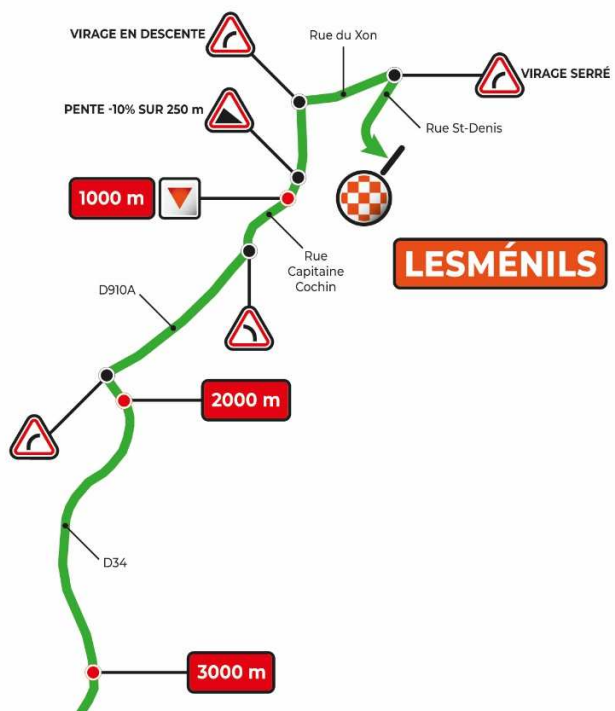 VIRAGE EN DESCENTE
Rue du Xon
VIRAGE SERRÉ
PENTE -10% SUR 250 m
Rue St-Denis
1000 m
LESMÉNILS
Rue
Capitaine
Cochin
D910A
2000 m
D34
3000 m